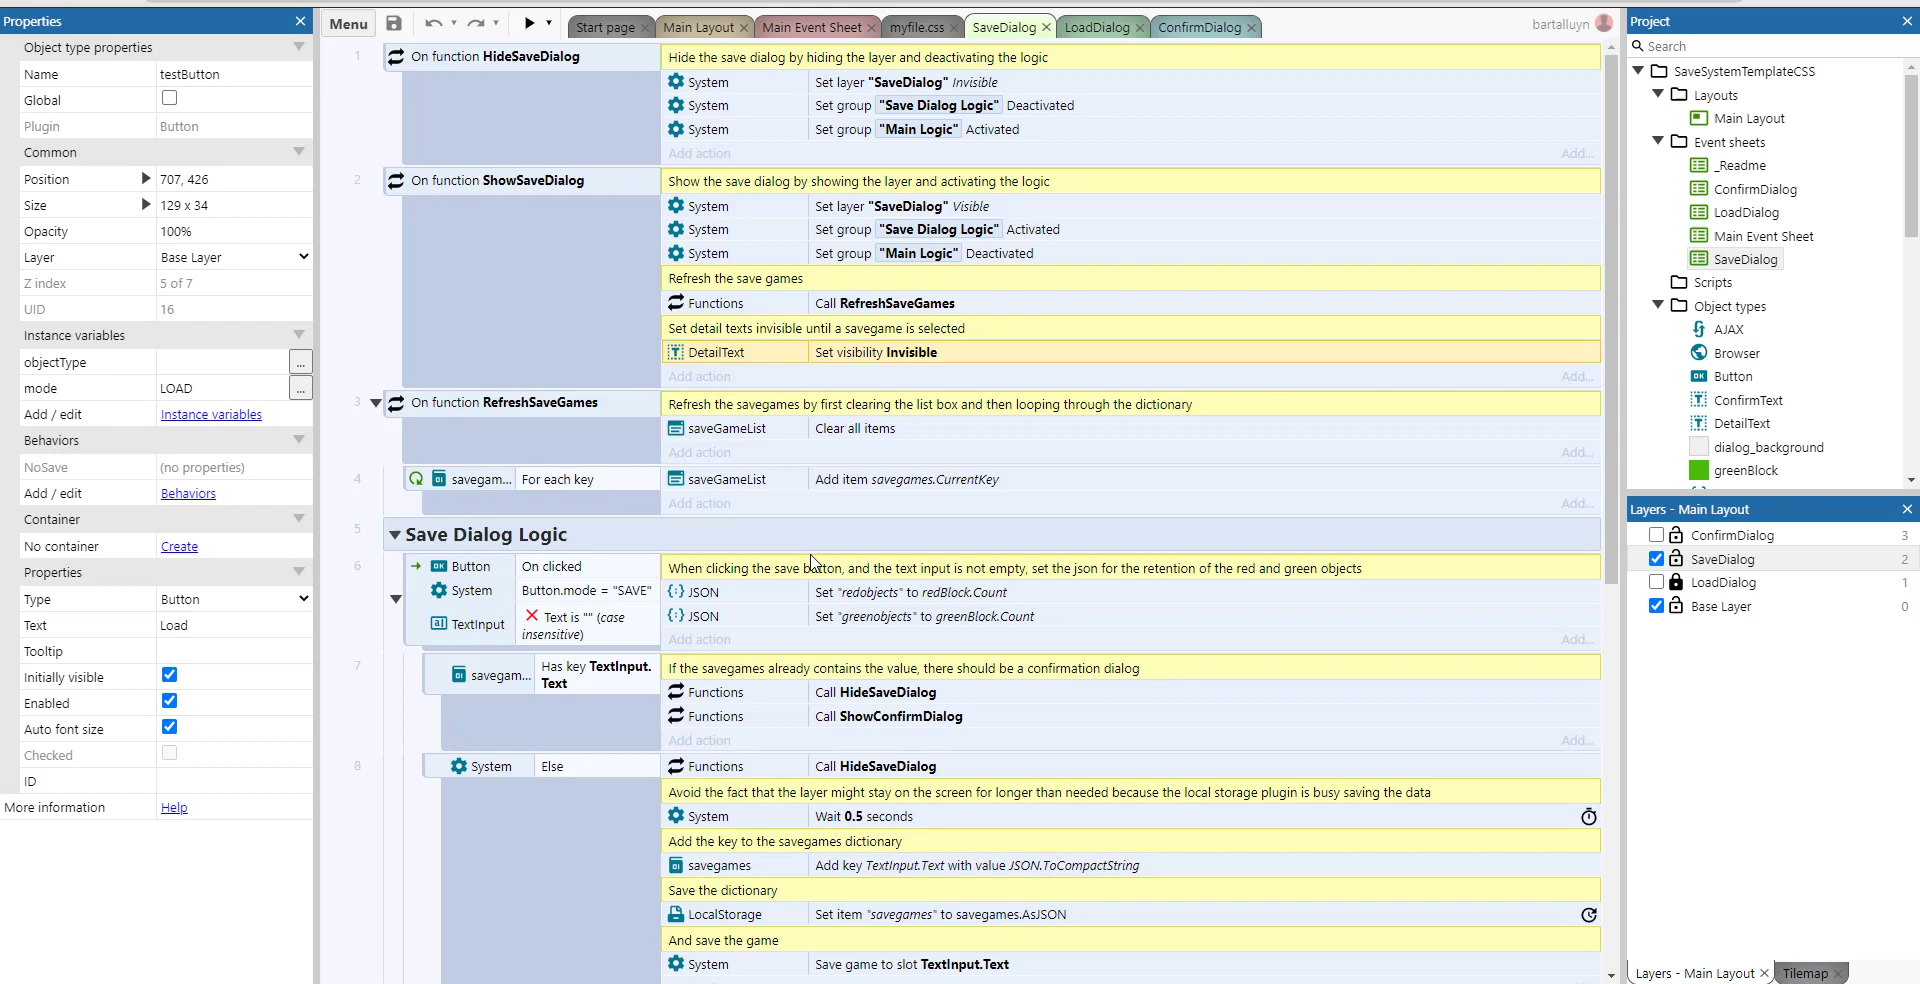 Properties
Object type properties
Name testButton
Global
Plugin Button
Common
Position 707, 426
Size 129 x 34
Opacity 100%
Layer Base Layer
Z index 5 of 7
UID 16
Instance variables
objectType ...
mode LOAD ...
Add / edit Instance variables
Behaviors
NoSave (no properties)
Add / edit Behaviors
Container
No container Create
Properties
Type Button
Text Load
Tooltip
Initially visible
Enabled
Auto font size
Checked
ID
More information Help
Menu
Start page
Main Layout
Main Event Sheet
myfile.css
SaveDialog
LoadDialog
ConfirmDialog
bartalluyn
1 On function HideSaveDialog
Hide the save dialog by hiding the layer and deactivating the logic
System Set layer "SaveDialog" Invisible
System Set group "Save Dialog Logic" Deactivated
System Set group "Main Logic" Activated
Add action Add...
2 On function ShowSaveDialog
Show the save dialog by showing the layer and activating the logic
System Set layer "SaveDialog" Visible
System Set group "Save Dialog Logic" Activated
System Set group "Main Logic" Deactivated
Refresh the save games
Functions Call RefreshSaveGames
Set detail texts invisible until a savegame is selected
DetailText Set visibility Invisible
Add action Add...
3 On function RefreshSaveGames
Refresh the savegames by first clearing the list box and then looping through the dictionary
saveGameList Clear all items
Add action Add...
4 savegam... For each key
saveGameList Add item savegames.CurrentKey
Add action Add...
5 Save Dialog Logic
6 OK Button On clicked
System Button.mode = "SAVE"
TextInput Text is "" (case
insensitive)
When clicking the save button, and the text input is not empty, set the json for the retention of the red and green objects
JSON Set "redobjects" to redBlock.Count
JSON Set "greenobjects" to greenBlock.Count
Add action Add...
7 savegam... Has key TextInput.
Text
If the savegames already contains the value, there should be a confirmation dialog
Functions Call HideSaveDialog
Functions Call ShowConfirmDialog
Add action Add...
8 System Else
Functions Call HideSaveDialog
Avoid the fact that the layer might stay on the screen for longer than needed because the local storage plugin is busy saving the data
System Wait 0.5 seconds
Add the key to the savegames dictionary
savegames Add key TextInput.Text with value JSON.ToCompactString
Save the dictionary
LocalStorage Set item "savegames" to savegames.AsJSON
And save the game
System Save game to slot TextInput.Text
Project
Search
SaveSystemTemplateCSS
Layouts
Main Layout
Event sheets
_Readme
ConfirmDialog
LoadDialog
Main Event Sheet
SaveDialog
Scripts
Object types
AJAX
Browser
OK Button
ConfirmText
DetailText
dialog_background
greenBlock
Layers - Main Layout
ConfirmDialog 3
SaveDialog 2
LoadDialog 1
Base Layer 0
Layers - Main Layout
Tilemap